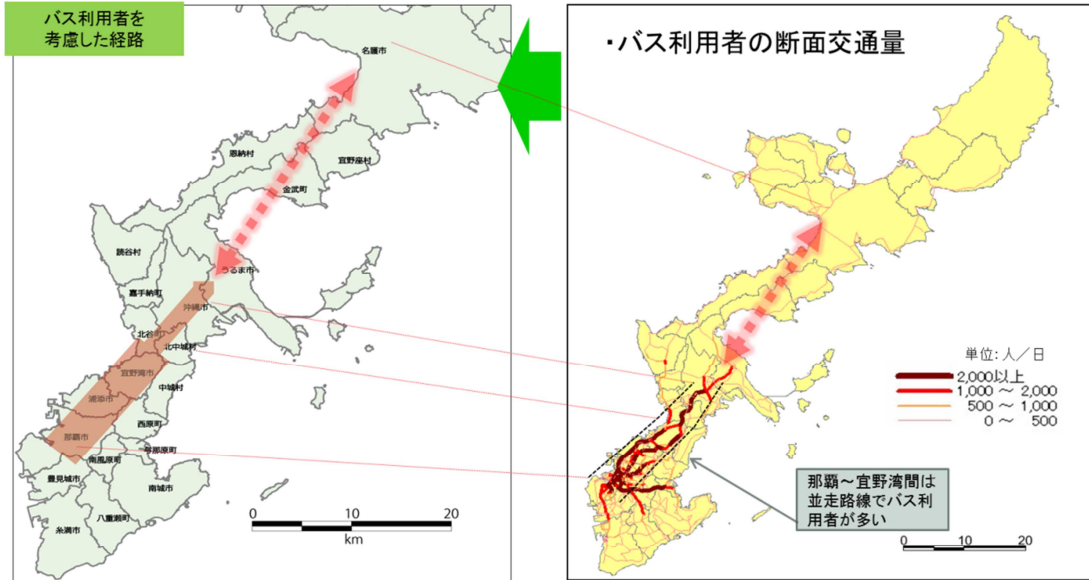 バス利用者を
考慮した経路
名護市
恩納村
宜野座村
金武町
読谷村
うるま市
嘉手納町
沖縄市
北谷町
北中城村
宜野湾市
中城村
浦添市
西原町
那覇市
与那原町
南風原町
豊見城市
南城市
八重瀬町
糸満市
0 10 20
km
・バス利用者の断面交通量
単位:人/日
2,000以上
1,000 ~ 2,000
500 ~ 1,000
0 ~ 500
那覇~宜野湾間は
並走路線でバス利
用者が多い
0 10 20